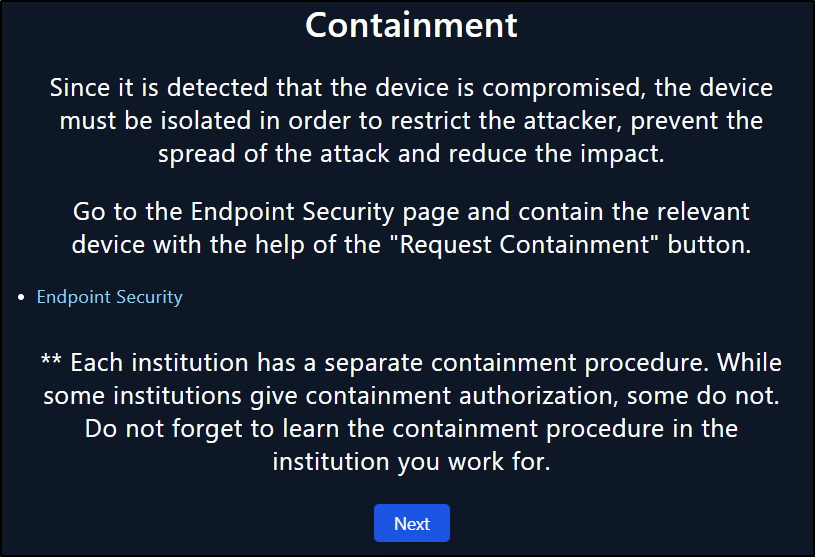 Containment
Since it is detected that the device is compromised, the device
must be isolated in order to restrict the attacker, prevent the
spread of the attack and reduce the impact.
Go to the Endpoint Security page and contain the relevant
device with the help of the "Request Containment" button.
• Endpoint Security
** Each institution has a separate containment procedure. While
some institutions give containment authorization, some do not.
Do not forget to learn the containment procedure in the
institution you work for.
Next